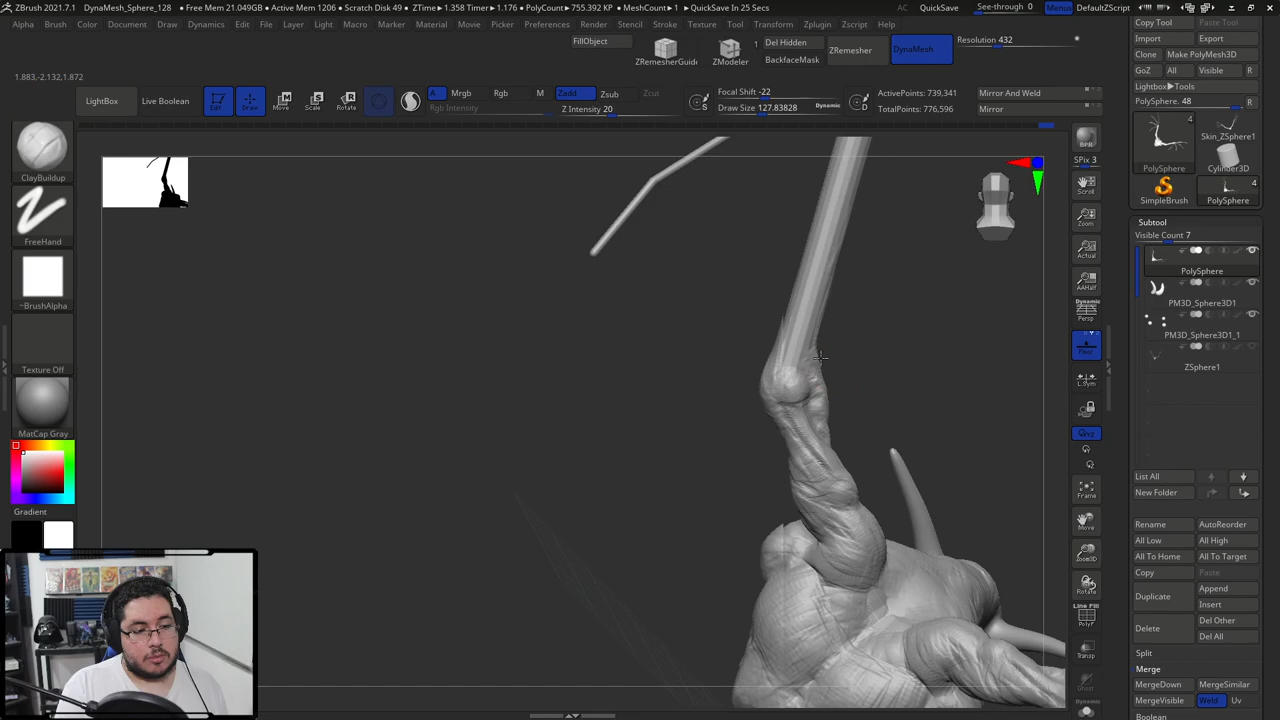 ZBrush 2021.7.1 DynaMesh_Sphere_128 • Free Mem 21.049GB • Active Mem 1206 • Scratch Disk 49 • ZTime▸1.358 Timer▸1.176 • PolyCount▸755.392 KP • MeshCount▸1 • QuickSave In 25 Secs AC QuickSave See-through 0 Menus DefaultZScript
Alpha Brush Color Document Draw Dynamics Edit File Layer Light Macro Marker Material Movie Picker Preferences Render Stencil Stroke Texture Tool Transform Zplugin Zscript Help
Copy Tool Paste Tool
Import Export
Clone Make PolyMesh3D
GoZ All Visible R
Lightbox▸Tools
PolySphere. 48 R
FillObject
ZRemesherGuide
ZModeler
1
Del Hidden
BackfaceMask
ZRemesher
DynaMesh
Resolution 432
1.883,-2.132,1.872
LightBox
Live Boolean
Edit
Draw
Move
Scale
Rotate
A Mrgb Rgb M
Rgb Intensity
Zadd Zsub Zcut
Z Intensity 20
S
Focal Shift -22
Draw Size 127.83828 Dynamic
D
ActivePoints: 739,341
TotalPoints: 776,596
Mirror And Weld
Mirror
ClayBuildup
FreeHand
~BrushAlpha
Texture Off
MatCap Gray
Gradient
BPR
SPix 3
Scroll
Zoom
Actual
AAHalf
Dynamic
Persp
Floor
L.Sym
Frame
Move
Zoom3D
Rotate
Line Fill
PolyF
Transp
Ghost
Dynamic
4
PolySphere
Skin_ZSphere1
Cylinder3D
SimpleBrush
4
PolySphere
Subtool
Visible Count 7
PolySphere
PM3D_Sphere3D1
PM3D_Sphere3D1_1
ZSphere1
List All
New Folder
Rename AutoReorder
All Low All High
All To Home All To Target
Copy Paste
Duplicate Append
Insert
Delete Del Other
Del All
Split
Merge
MergeDown MergeSimilar
MergeVisible Weld Uv
Boolean